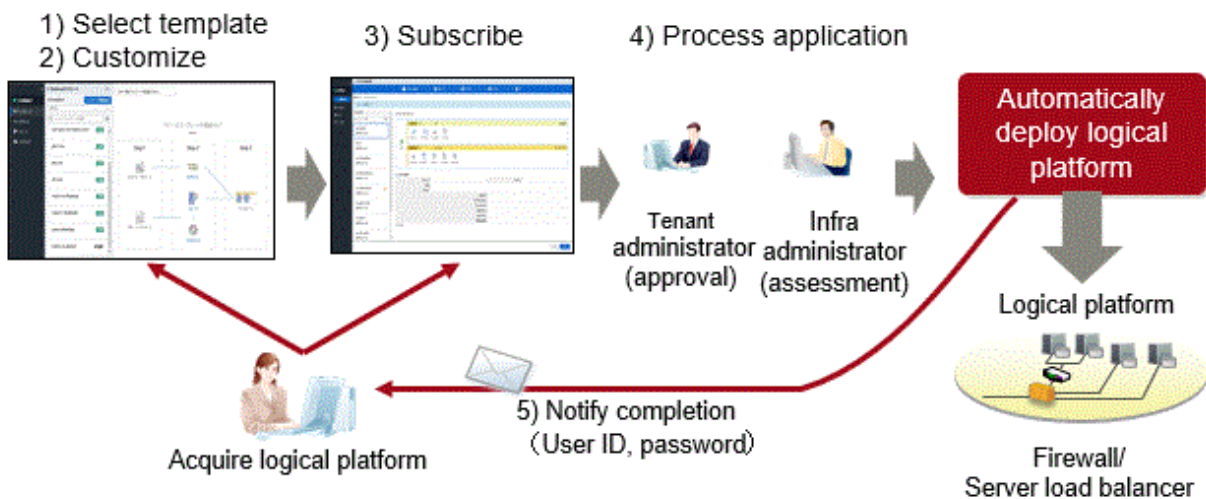 1) Select template
2) Customize
3) Subscribe
4) Process application
Automatically
deploy logical
platform
Tenant
administrator
(approval)
Infra
administrator
(assessment)
Logical platform
5) Notify completion
（User ID, password）
Acquire logical platform
Firewall/
Server load balancer